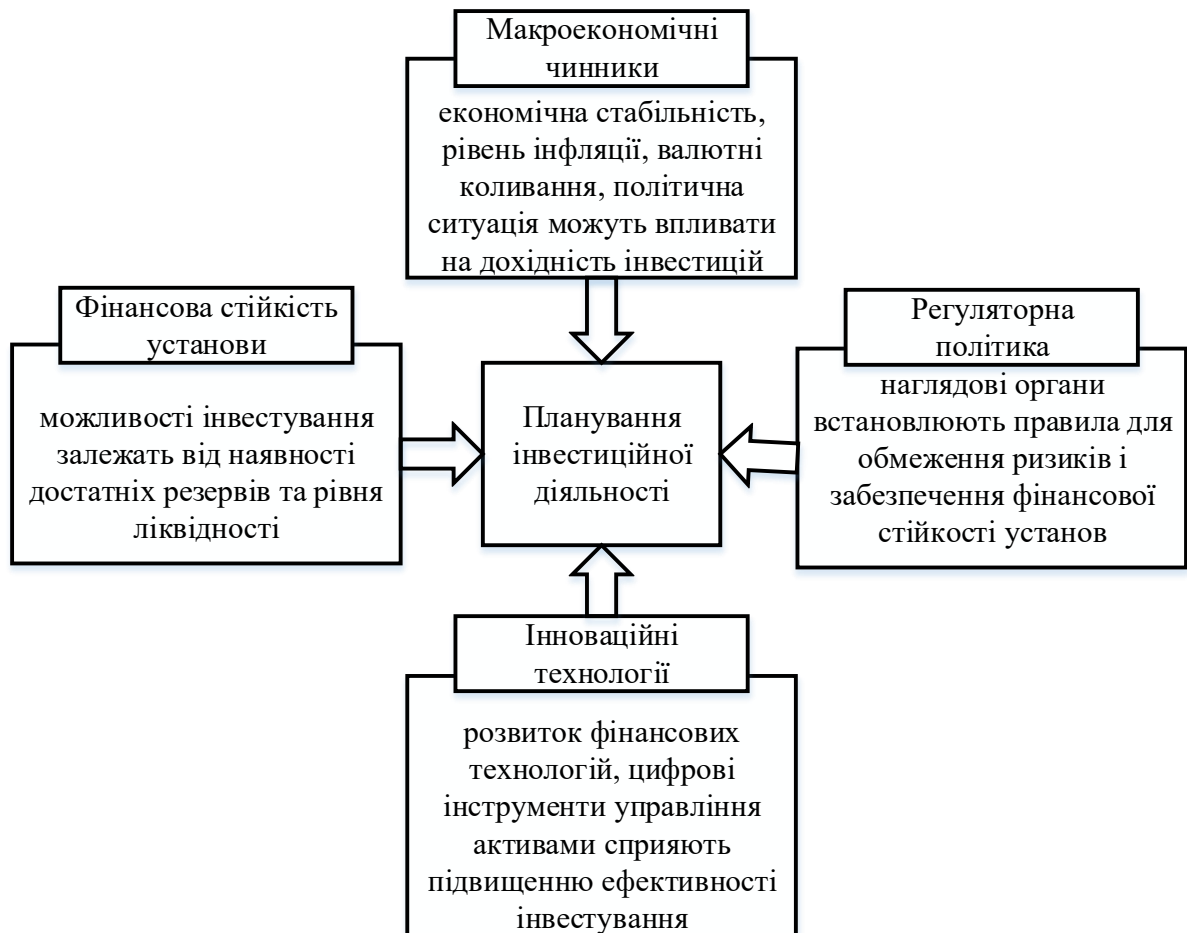 Макроекономічні
чинники
економічна стабільність,
рівень інфляції, валютні
коливання, політична
ситуація можуть впливати
на дохідність інвестицій
Фінансова стійкість
установи
можливості інвестування
залежать від наявності
достатніх резервів та рівня
ліквідності
Планування
інвестиційної
діяльності
Регуляторна
політика
наглядові органи
встановлюють правила для
обмеження ризиків і
забезпечення фінансової
стійкості установ
Інноваційні
технології
розвиток фінансових
технологій, цифрові
інструменти управління
активами сприяють
підвищенню ефективності
інвестування